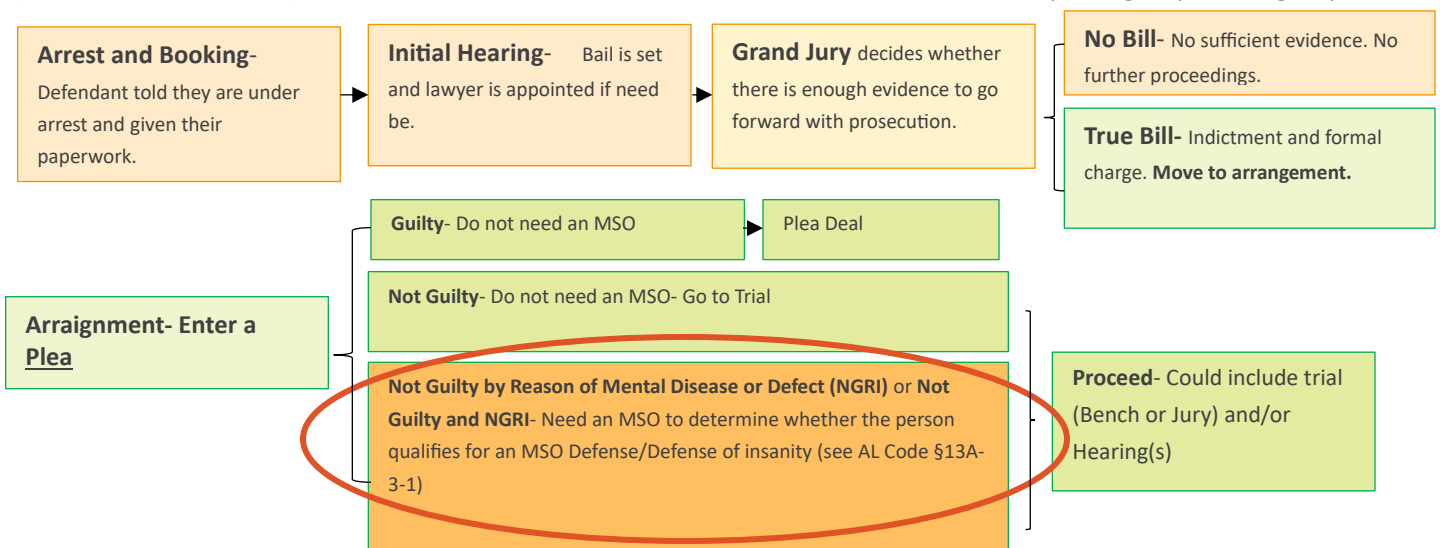 Arrest and Booking-
Defendant told they are under
arrest and given their
paperwork.
Initial Hearing- Bail is set
and lawyer is appointed if need
be.
Grand Jury decides whether
there is enough evidence to go
forward with prosecution.
No Bill- No sufficient evidence. No
further proceedings.
True Bill- Indictment and formal
charge. Move to arrangement.
Guilty- Do not need an MSO
Plea Deal
Not Guilty- Do not need an MSO- Go to Trial
Arraignment- Enter a
Plea
Not Guilty by Reason of Mental Disease or Defect (NGRI) or Not
Guilty and NGRI- Need an MSO to determine whether the person
qualifies for an MSO Defense/Defense of insanity (see AL Code §13A-
3-1)
Proceed- Could include trial
(Bench or Jury) and/or
Hearing(s)